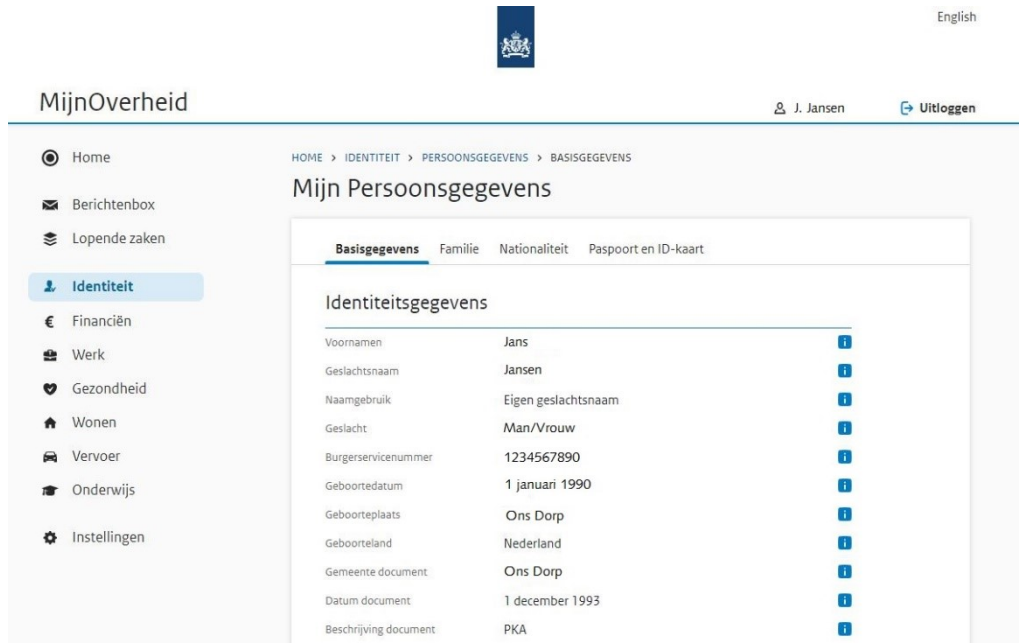 English
MijnOverheid
J. Jansen
Uitloggen
Home
Berichtenbox
Lopende zaken
Identiteit
Financiën
Werk
Gezondheid
Wonen
Vervoer
Onderwijs
Instellingen
HOME > IDENTITEIT > PERSOONSGEGEVENS > BASISGEGEVENS
Mijn Persoonsgegevens
Basisgegevens Familie Nationaliteit Paspoort en ID-kaart
Identiteitsgegevens
Voornamen Jans
Geslachtsnaam Jansen
Naamgebruik Eigen geslachtsnaam
Geslacht Man/Vrouw
Burgerservicenummer 1234567890
Geboortedatum 1 januari 1990
Geboorteplaats Ons Dorp
Geboorteland Nederland
Gemeente document Ons Dorp
Datum document 1 december 1993
Beschrijving document PKA